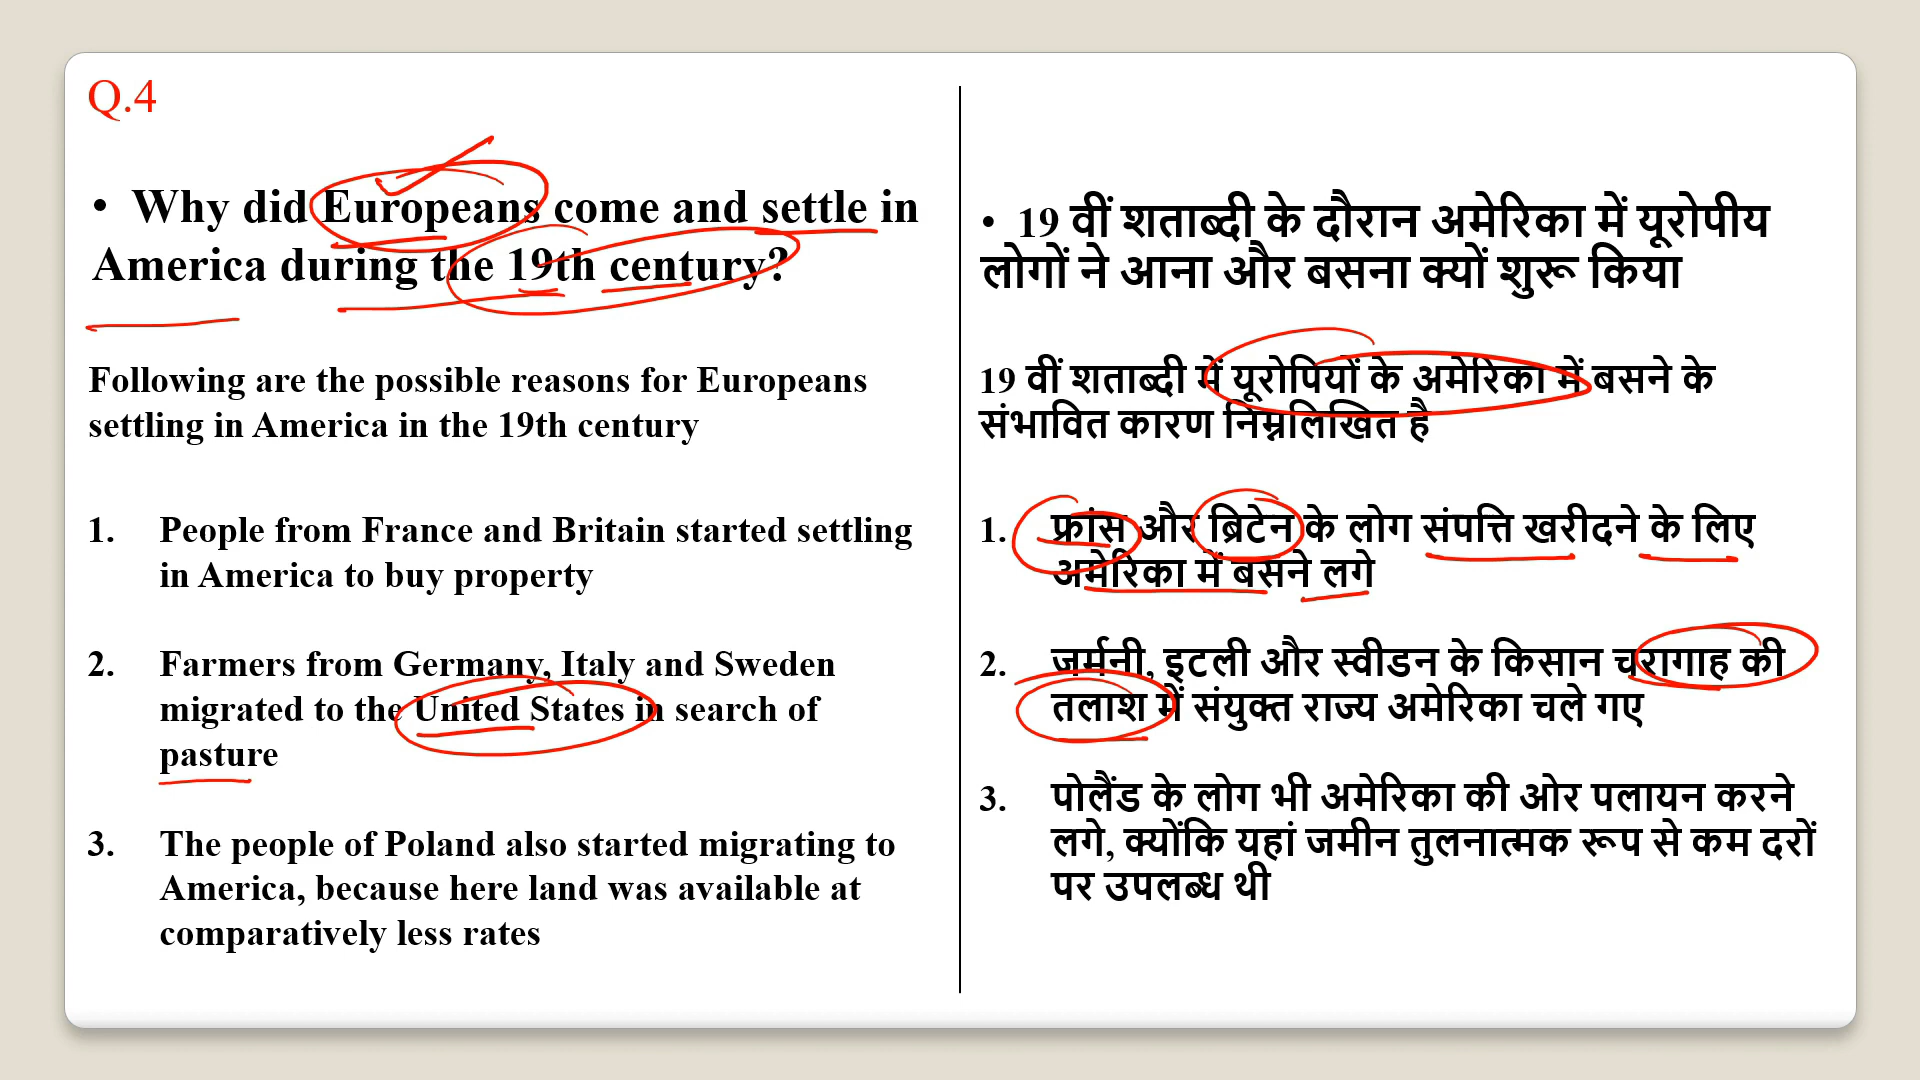 Q.4
• Why did Europeans come and settle in
America during the 19th century?
Following are the possible reasons for Europeans
settling in America in the 19th century
1. People from France and Britain started settling
in America to buy property
2. Farmers from Germany, Italy and Sweden
migrated to the United States in search of
pasture
3. The people of Poland also started migrating to
America, because here land was available at
comparatively less rates
• 19 वीं शताब्दी के दौरान अमेरिका में यूरोपीय
लोगों ने आना और बसना क्यों शुरू किया
19 वीं शताब्दी में यूरोपियों के अमेरिका में बसने के
संभावित कारण निम्नलिखित है
1. फ्रांस और ब्रिटेन के लोग संपत्ति खरीदने के लिए
अमेरिका में बसने लगे
2. जर्मनी, इटली और स्वीडन के किसान चरागाह की
तलाश में संयुक्त राज्य अमेरिका चले गए
3. पोलैंड के लोग भी अमेरिका की ओर पलायन करने
लगे, क्योंकि यहां जमीन तुलनात्मक रूप से कम दरों
पर उपलब्ध थी